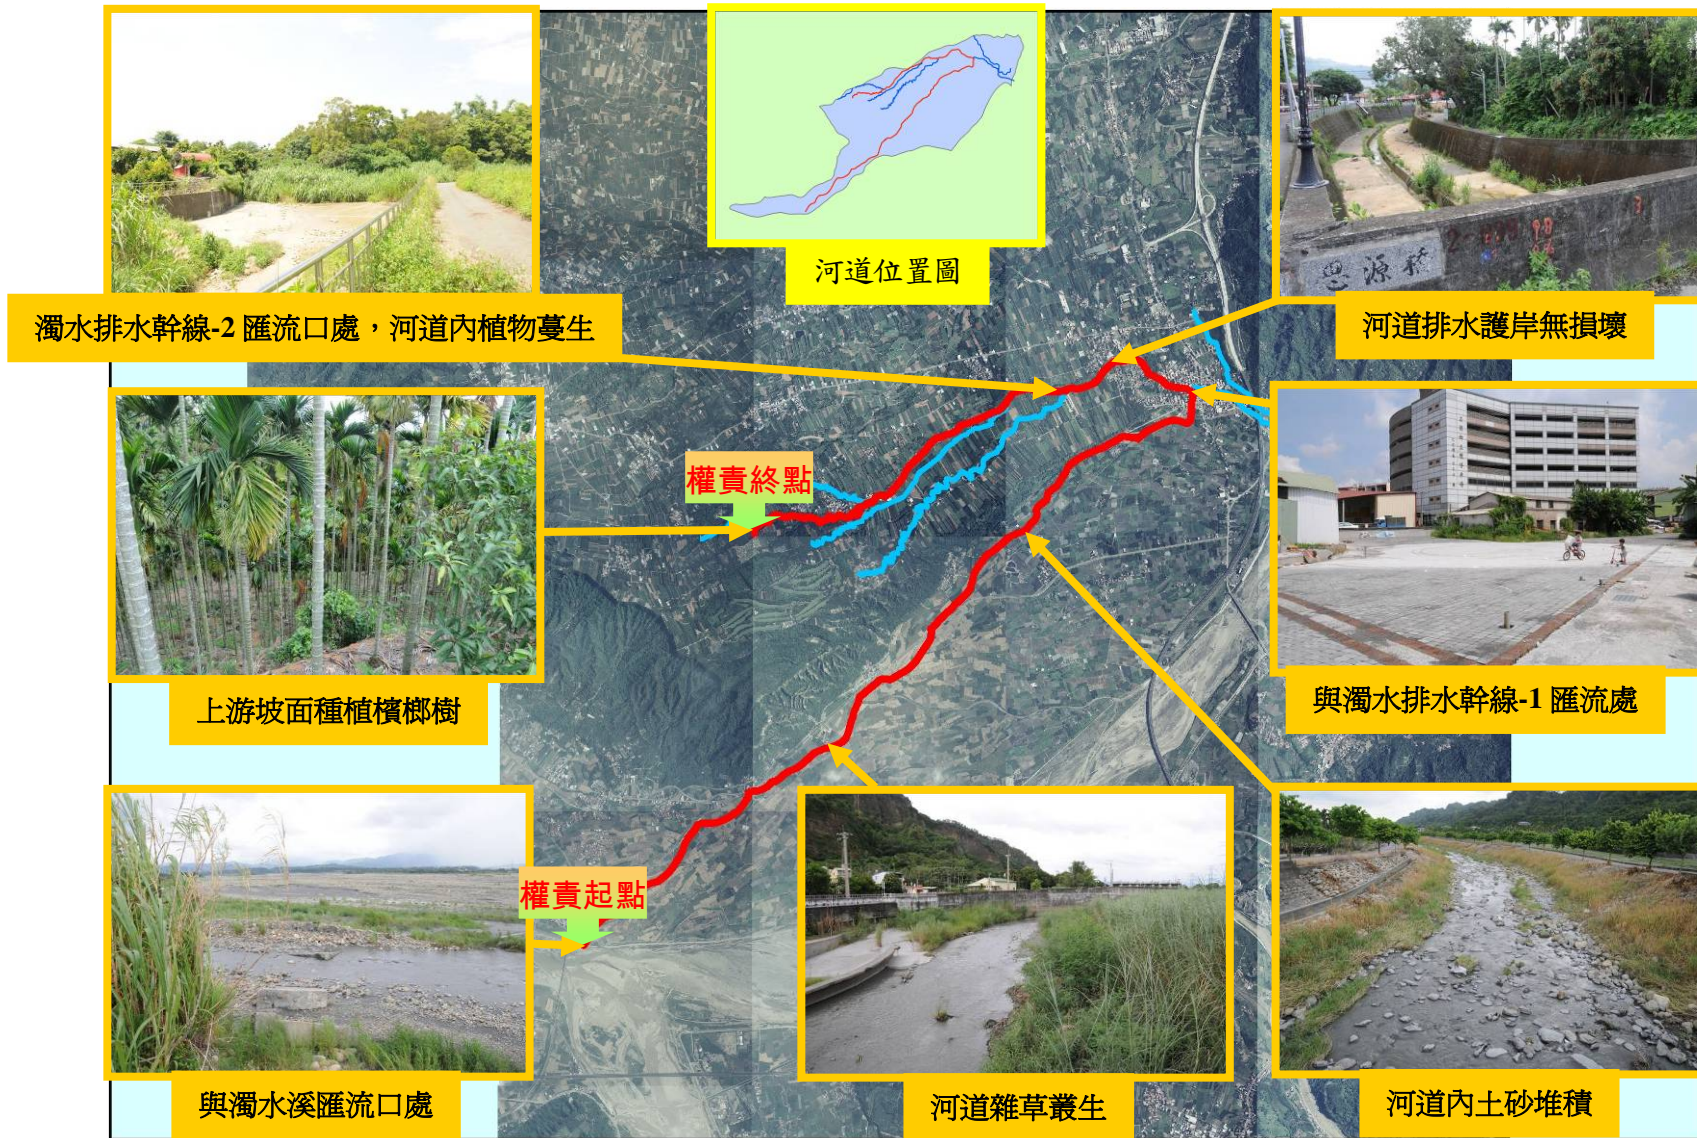 河道位置圖
濁水排水幹線-2 匯流口處，河道內植物蔓生
思源橋
河道排水護岸無損壞
權責終點
上游坡面種植檳榔樹
與濁水排水幹線-1 匯流處
權責起點
與濁水溪匯流口處
河道雜草叢生
河道內土砂堆積